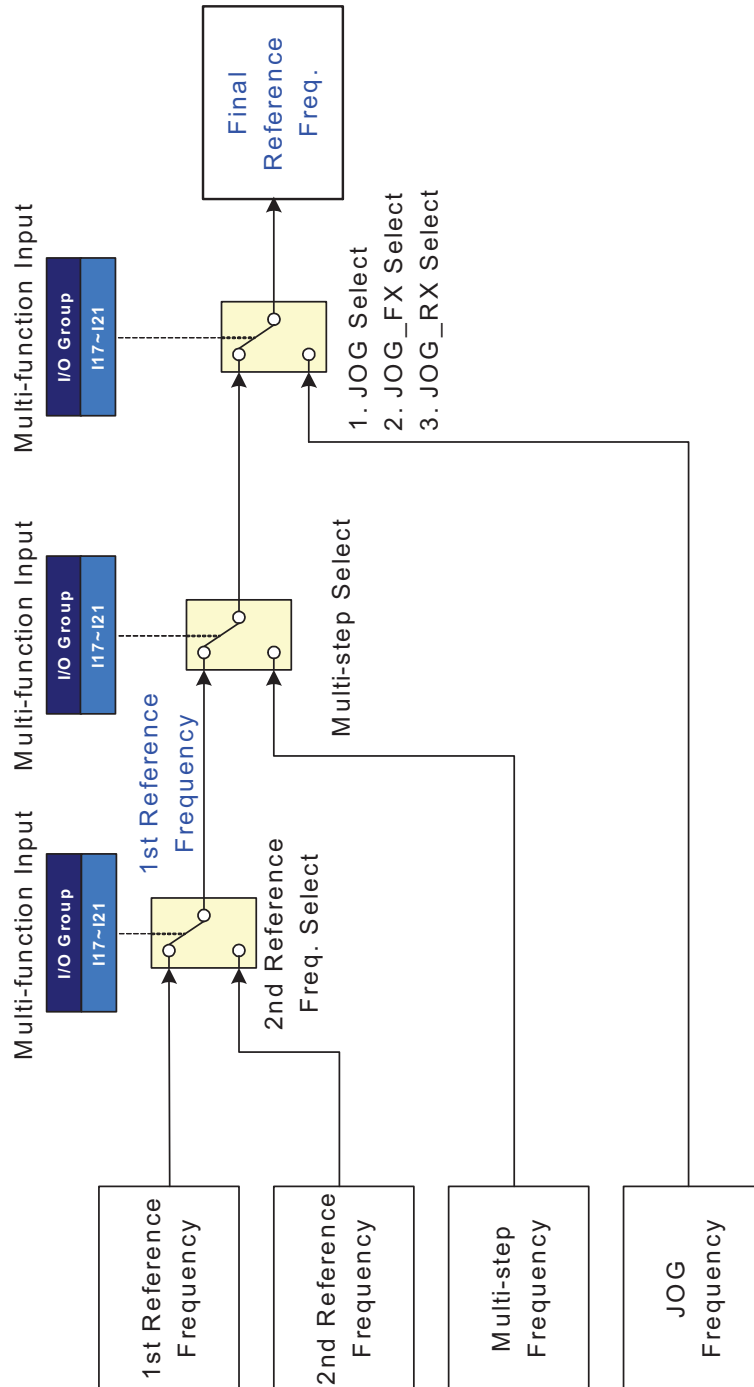 Multi-function Input
I/O Group
I17~I21
Multi-function Input
I/O Group
I17~I21
Multi-function Input
I/O Group
I17~I21
1st Reference
Frequency
1st Reference
Frequency
2nd Reference
Freq. Select
Multi-step Select
1. JOG Select
2. JOG_FX Select
3. JOG_RX Select
Final
Reference
Freq.
2nd Reference
Frequency
Multi-step
Frequency
JOG
Frequency